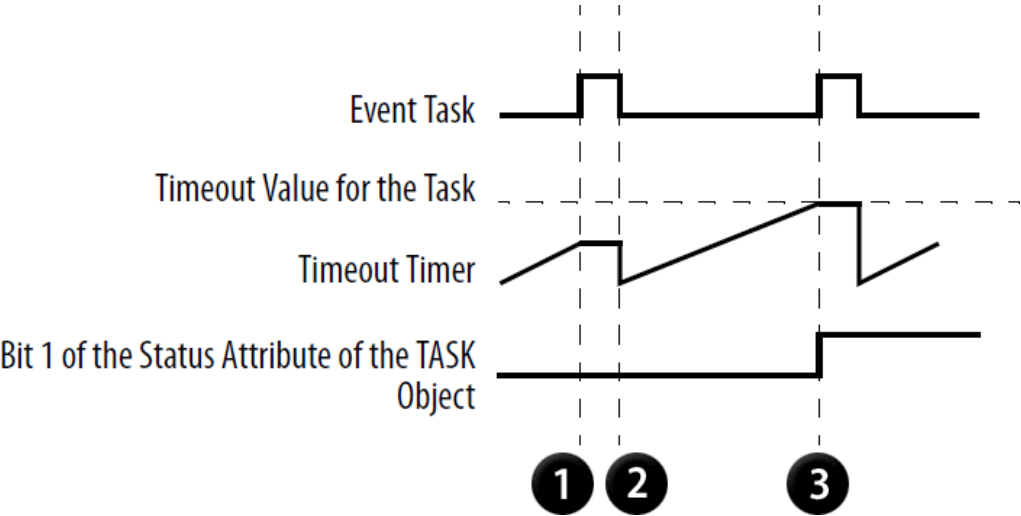 Event Task
Timeout Value for the Task
Timeout Timer
Bit 1 of the Status Attribute of the TASK
Object
1 2 3